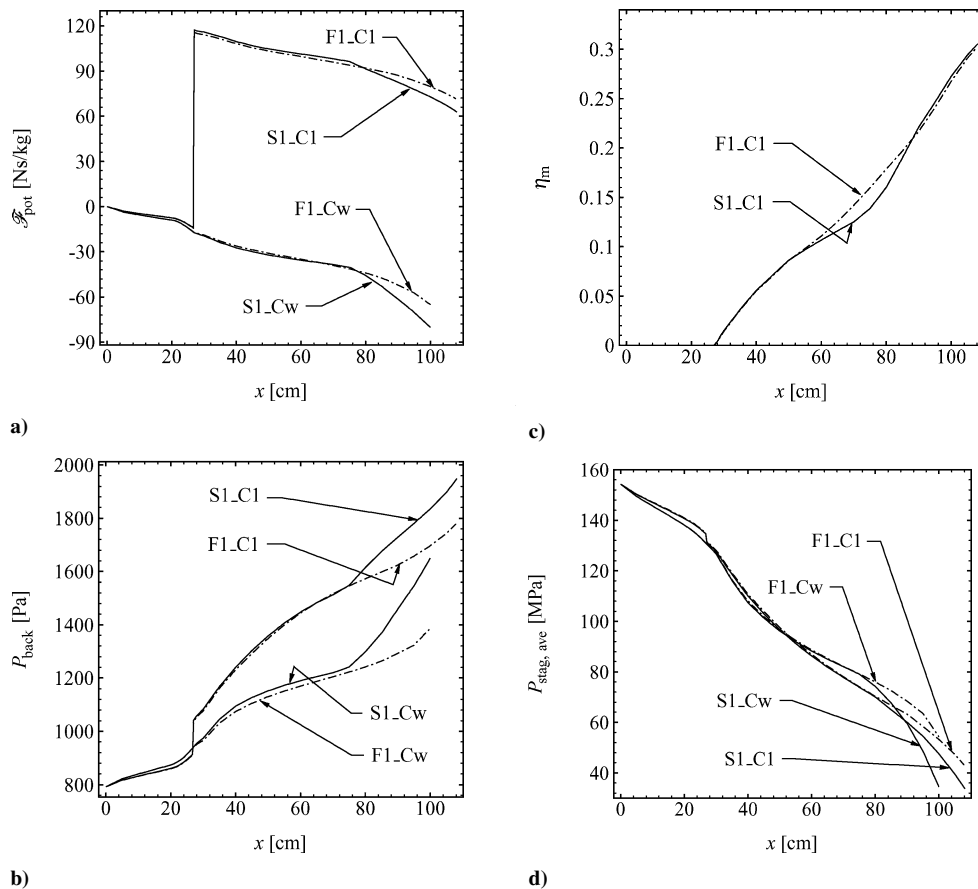 120
90
60
30
0
-30
-60
-90
ℱpot [Ns/kg]
F1_C1
S1_C1
F1_Cw
S1_Cw
0 20 40 60 80 100
x [cm]
a)
0.3
0.25
0.2
0.15
0.1
0.05
0
ηm
F1_C1
S1_C1
0 20 40 60 80 100
x [cm]
c)
2000
1800
1600
1400
1200
1000
800
Pback [Pa]
S1_C1
F1_C1
S1_Cw
F1_Cw
0 20 40 60 80 100
x [cm]
b)
160
140
120
100
80
60
40
Pstag, ave [MPa]
F1_C1
F1_Cw
S1_Cw
S1_C1
0 20 40 60 80 100
x [cm]
d)